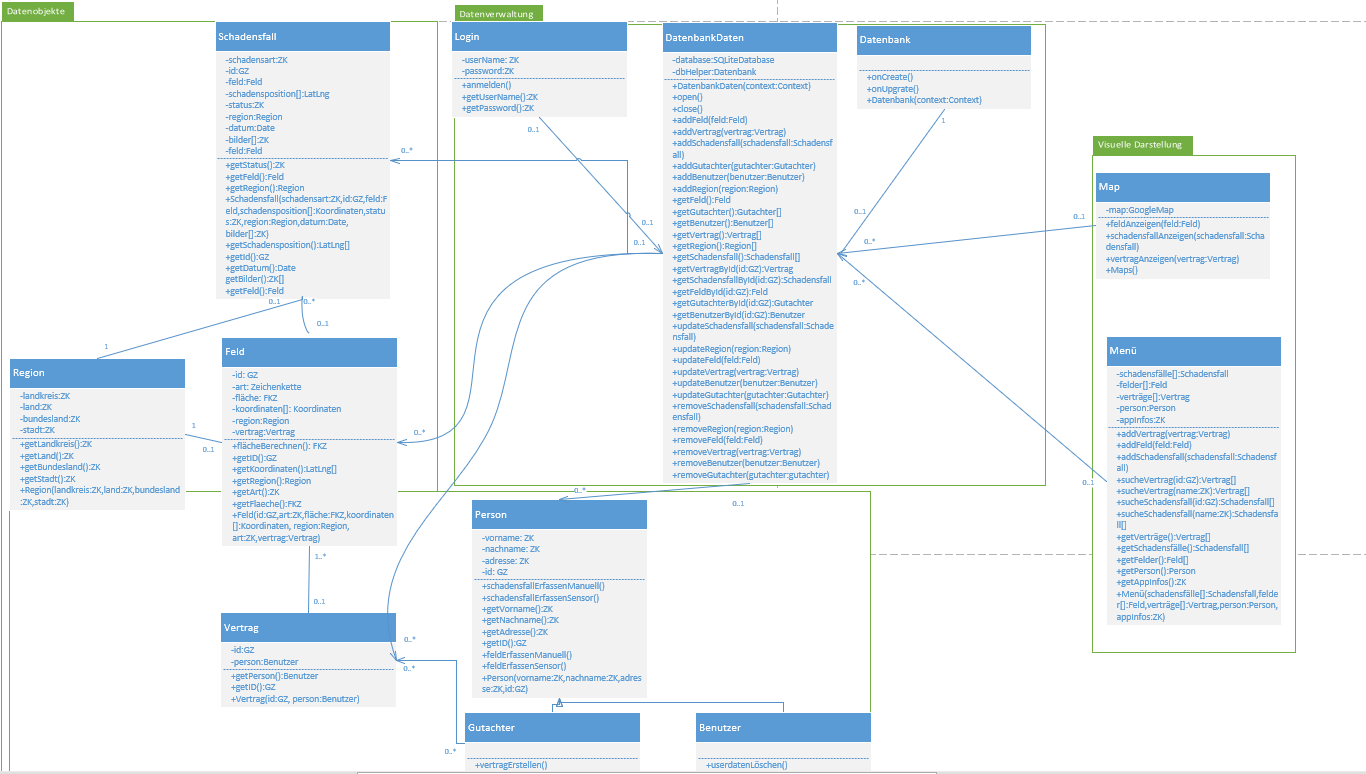 Datenobjekte
Schadensfall
-schadensart:ZK
-id:GZ
-feld:Feld
-schadensposition[]:LatLng
-status:ZK
-region:Region
-datum:Date
-bilder[]:ZK
-feld:Feld
+getStatus():ZK
+getFeld():Feld
+getRegion():Region
+Schadensfall(schadensart:ZK,id:GZ,feld:F
eld,schadensposition[]:Koordinaten,statu
s:ZK,region:Region,datum:Date,
bilder[]:ZK)
+getSchadensposition():LatLng[]
+getId():GZ
+getDatum():Date
getBilder():ZK[]
+getFeld():Feld
0..1
0..*
0..1
1
Region
-landkreis:ZK
-land:ZK
-bundesland:ZK
-stadt:ZK
+getLandkreis():ZK
+getLand():ZK
+getBundesland():ZK
+getStadt():ZK
+Region(landkreis:ZK,land:ZK,bundesland
:ZK,stadt:ZK)
1
0..1
Feld
-id: GZ
-art: Zeichenkette
-fläche: FKZ
-koordinaten[]: Koordinaten
-region:Region
-vertrag:Vertrag
+flächeBerechnen(): FKZ
+getID():GZ
+getKoordinaten():LatLng[]
+getRegion():Region
+getArt():ZK
+getFlaeche():FKZ
+Feld(id:GZ,art:ZK,fläche:FKZ,koordinaten
[]:Koordinaten, region:Region,
art:ZK,vertrag:Vertrag)
0..*
1..*
0..1
Vertrag
-id:GZ
-person:Benutzer
+getPerson():Benutzer
+getID():GZ
+Vertrag(id:GZ, person:Benutzer)
0..*
0..*
0..*
Datenverwaltung
Login
-userName: ZK
-password:ZK
+anmelden()
+getUserName():ZK
+getPassword():ZK
0..1
0..*
0..1
0..1
DatenbankDaten
-database:SQLiteDatabase
-dbHelper:Datenbank
+DatenbankDaten(context:Context)
+open()
+close()
+addFeld(feld:Feld)
+addVertrag(vertrag:Vertrag)
+addSchadensfall(schadensfall:Schadensf
all)
+addGutachter(gutachter:Gutachter)
+addBenutzer(benutzer:Benutzer)
+addRegion(region:Region)
+getFeld():Feld
+getGutachter():Gutachter[]
+getBenutzer():Benutzer[]
+getVertrag():Vertrag[]
+getRegion():Region[]
+getSchadensfall():Schadensfall[]
+getVertragById(id:GZ):Vertrag
+getSchadensfallById(id:GZ):Schadensfall
+getFeldById(id:GZ):Feld
+getGutachterById(id:GZ):Gutachter
+getBenutzerById(id:GZ):Benutzer
+updateSchadensfall(schadensfall:Schade
nsfall)
+updateRegion(region:Region)
+updateFeld(feld:Feld)
+updateVertrag(vertrag:Vertrag)
+updateBenutzer(benutzer:Benutzer)
+updateGutachter(gutachter:Gutachter)
+removeSchadensfall(schadensfall:Schad
ensfall)
+removeRegion(region:Region)
+removeFeld(feld:Feld)
+removeVertrag(vertrag:Vertrag)
+removeBenutzer(benutzer:Benutzer)
+removeGutachter(gutachter:gutachter)
Datenbank
+onCreate()
+onUpgrate()
+Datenbank(context:Context)
1
0..1
0..*
0..*
0..*
0..1
Person
-vorname: ZK
-nachname: ZK
-adresse: ZK
-id: GZ
+schadensfallErfassenManuell()
+schadensfallErfassenSensor()
+getVorname():ZK
+getNachname():ZK
+getAdresse():ZK
+getID():GZ
+feldErfassenManuell()
+feldErfassenSensor()
+Person(vorname:ZK,nachname:ZK,adres
se:ZK,id:GZ)
Gutachter
+vertragErstellen()
Benutzer
+userdatenLöschen()
Visuelle Darstellung
Map
-map:GoogleMap
+feldAnzeigen(feld:Feld)
+schadensfallAnzeigen(schadensfall:Scha
densfall)
+vertragAnzeigen(vertrag:Vertrag)
+Maps()
0..1
Menü
-schadensfälle[]:Schadensfall
-felder[]:Feld
-verträge[]:Vertrag
-person:Person
-appInfos:ZK
+addVertrag(vertrag:Vertrag)
+addFeld(feld:Feld)
+addSchadensfall(schadensfall:Schadensf
all)
+sucheVertrag(id:GZ):Vertrag[]
+sucheVertrag(name:ZK):Vertrag[]
+sucheSchadensfall(id:GZ):Schadensfall[]
+sucheSchadensfall(name:ZK):Schadensfa
ll[]
+getVerträge():Vertrag[]
+getSchadensfälle():Schadensfall[]
+getFelder():Feld[]
+getPerson():Person
+getAppInfos():ZK
+Menü(schadensfälle[]:Schadensfall,felde
r[]:Feld,verträge[]:Vertrag,person:Person,
appinfos:ZK)
0..1